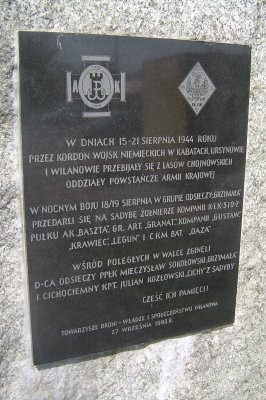 A K
W DNIACH 15-21 SIERPNIA 1944 ROKU
PRZEZ KORDON WOJSK NIEMIECKICH W KABATACH, URSYNOWIE
I WILANOWIE PRZEBIJAŁY SIĘ Z LASÓW CHOJNOWSKICH
ODDZIAŁY POWSTAŃCZE ARMII KRAJOWEJ
W NOCNYM BOJU 18/19 SIERPNIA W GRUPIE ODSIECZY „GRZYMAŁA"
PRZEDARLI SIĘ NA SADYBĘ ŻOŁNIERZE KOMPANII K-1, K-3, O-2
PUŁKU AK „BASZTA", GR. ART. „GRANAT", KOMPANII „GUSTAW",
„KRAWIEC", „LEGUN" I CKM BAT. „OAZA"
WŚRÓD POLEGŁYCH W WALCE ZGINĘLI
D-CA ODSIECZY PPŁK MIECZYSŁAW SOKOŁOWSKI „GRZYMAŁA"
I CICHOCIEMNY KPT. JULIAN KOZŁOWSKI „CICHY" Z SADYBY
CZEŚĆ ICH PAMIĘCI!
TOWARZYSZE BRONI - WŁADZE I SPOŁECZEŃSTWO WILANOWA
27 WRZEŚNIA 1998 R.